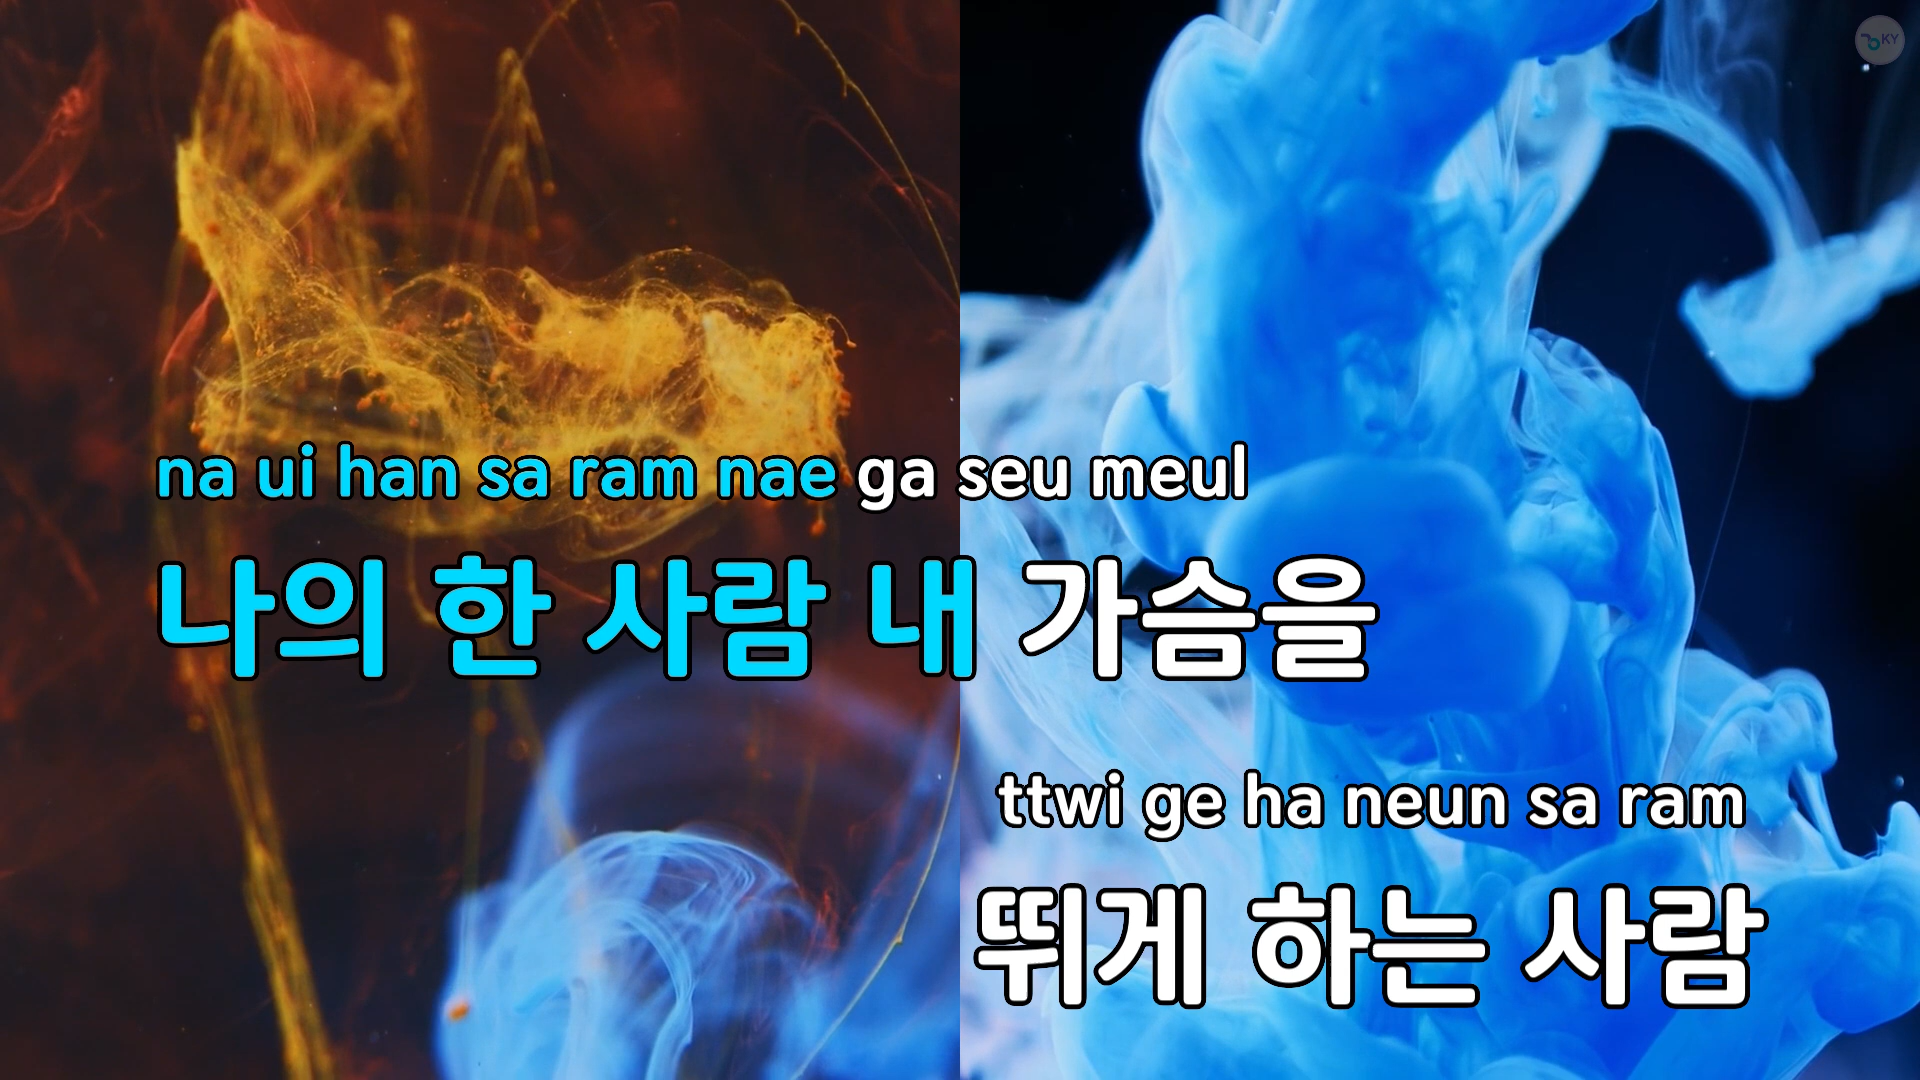 KY
na ui han sa ram nae ga seu meul
나의 한 사람 내 가슴을
ttwi ge ha neun sa ram
뛰게 하는 사람